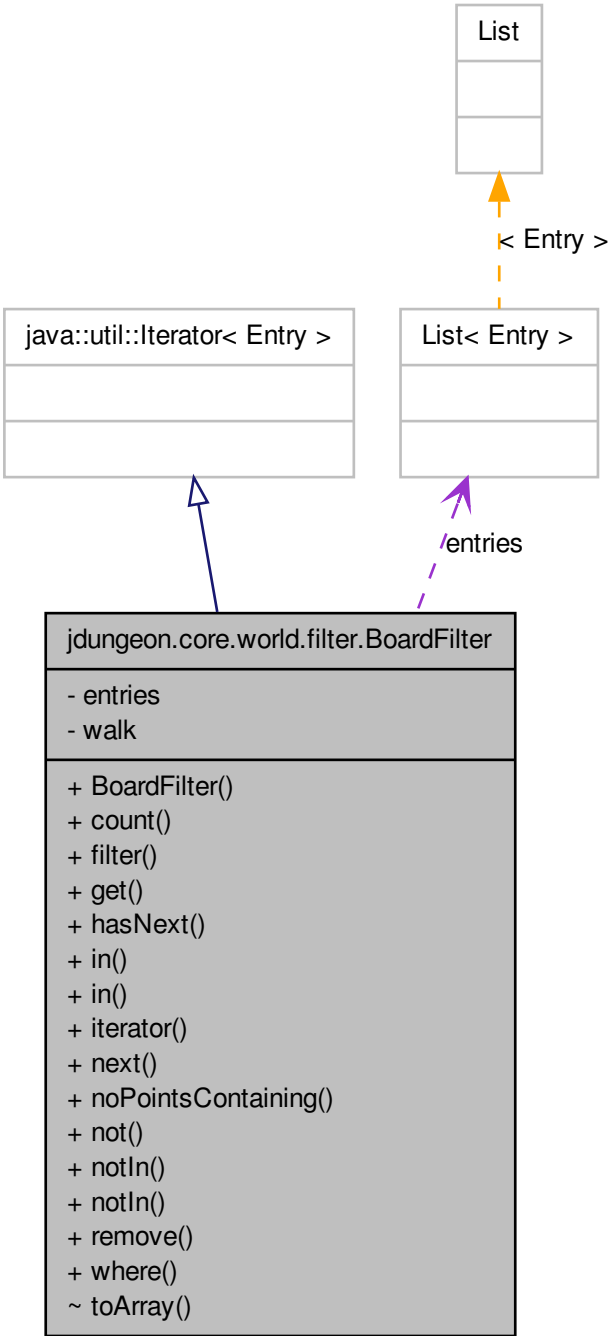 List
< Entry >
java::util::Iterator< Entry >
List< Entry >
entries
jdungeon.core.world.filter.BoardFilter
- entries
- walk
+ BoardFilter()
+ count()
+ filter()
+ get()
+ hasNext()
+ in()
+ in()
+ iterator()
+ next()
+ noPointsContaining()
+ not()
+ notIn()
+ notIn()
+ remove()
+ where()
~ toArray()